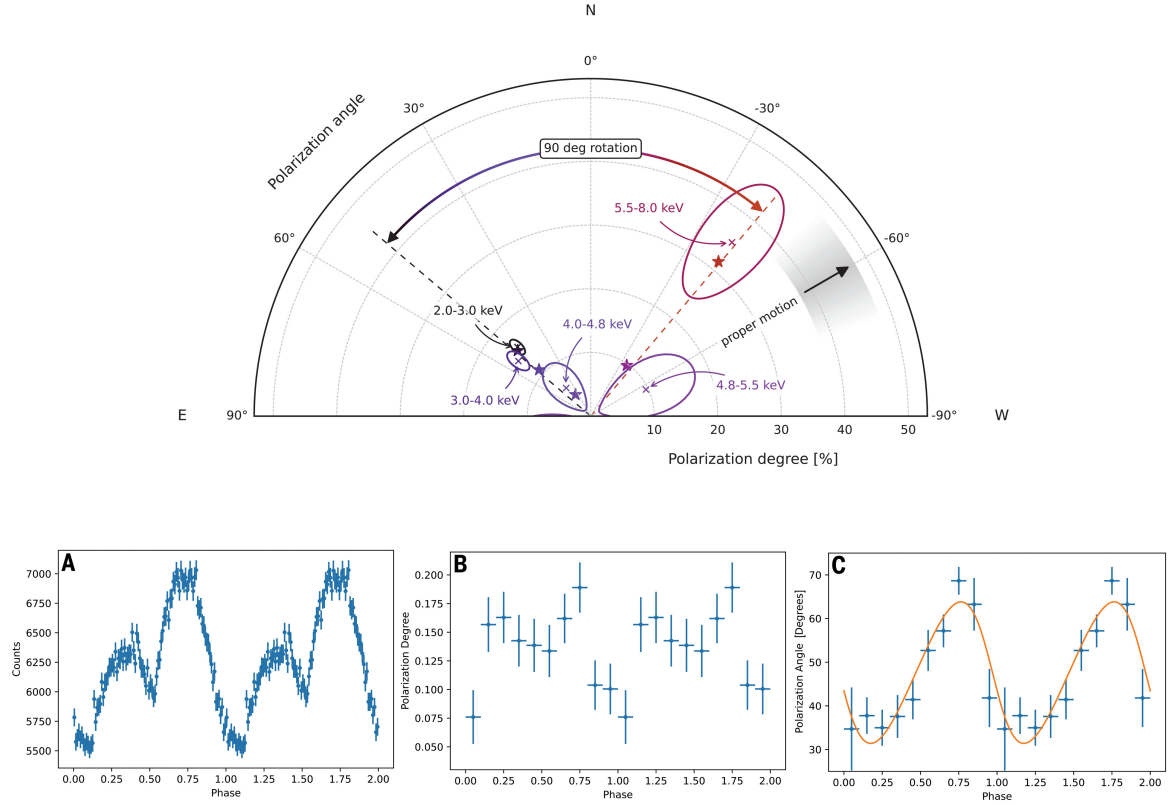 N
0°
30°
-30°
Polarization angle
90 deg rotation
5.5-8.0 keV
60°
-60°
2.0-3.0 keV
4.0-4.8 keV
proper motion
3.0-4.0 keV
4.8-5.5 keV
E
90°
-90°
W
10 20 30 40 50
Polarization degree [%]
A
Counts
7000
6750
6500
6250
6000
5750
5500
0.00 0.25 0.50 0.75 1.00 1.25 1.50 1.75 2.00
Phase
B
Polarization Degree
0.200
0.175
0.150
0.125
0.100
0.075
0.050
0.00 0.25 0.50 0.75 1.00 1.25 1.50 1.75 2.00
Phase
C
Polarization Angle [Degrees]
70
60
50
40
30
0.00 0.25 0.50 0.75 1.00 1.25 1.50 1.75 2.00
Phase